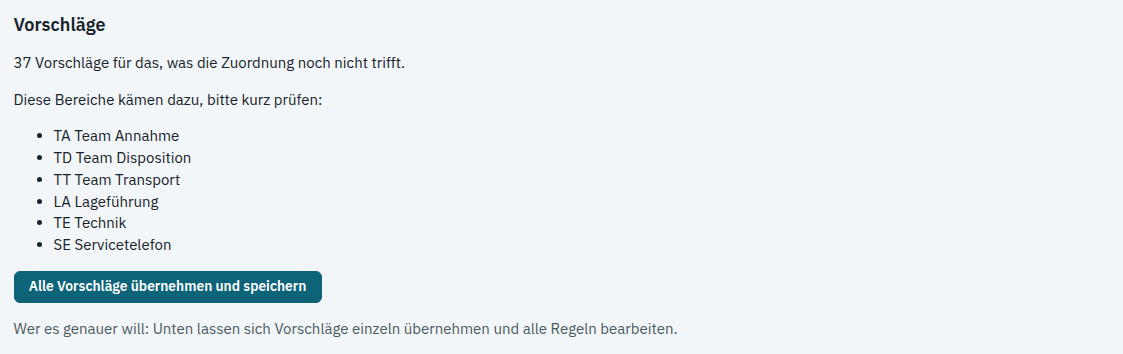 Vorschläge
37 Vorschläge für das, was die Zuordnung noch nicht trifft.
Diese Bereiche kämen dazu, bitte kurz prüfen:
• TA Team Annahme
• TD Team Disposition
• TT Team Transport
• LA Lageführung
• TE Technik
• SE Servicetelefon
Alle Vorschläge übernehmen und speichern
Wer es genauer will: Unten lassen sich Vorschläge einzeln übernehmen und alle Regeln bearbeiten.